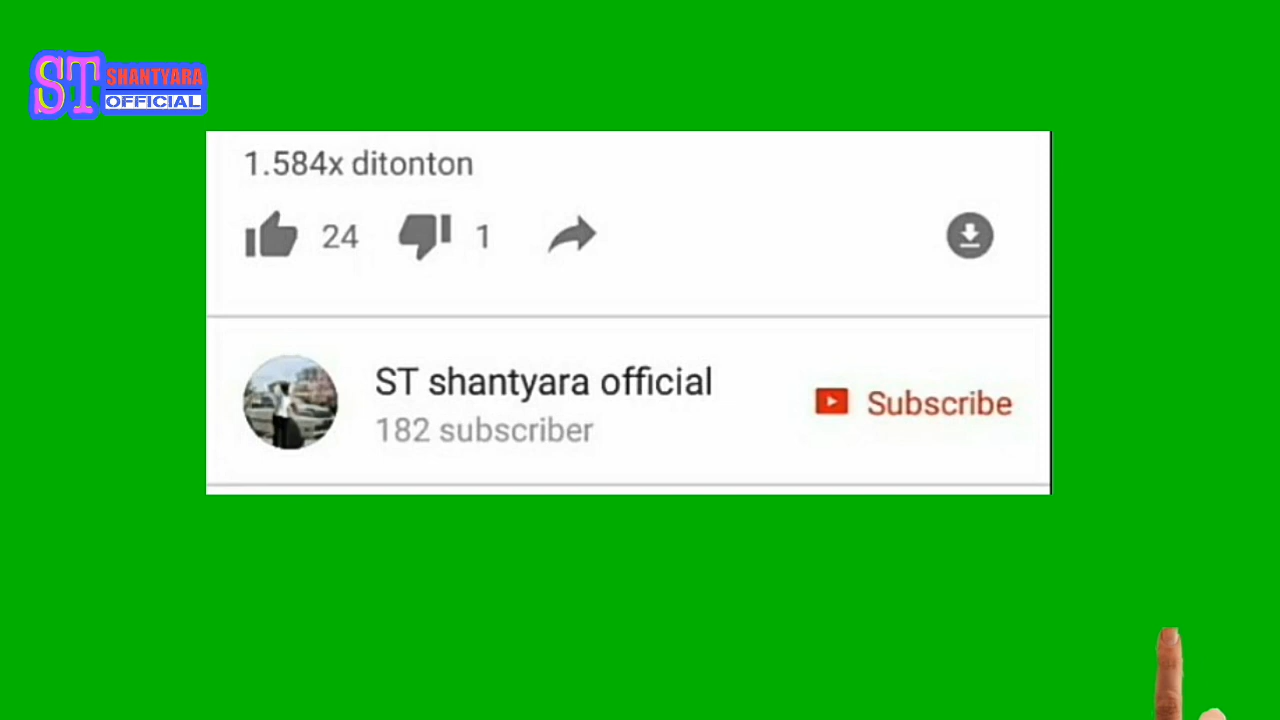 ST SHANTYARA
OFFICIAL
1.584x ditonton
24 1
ST shantyara official
182 subscriber
Subscribe